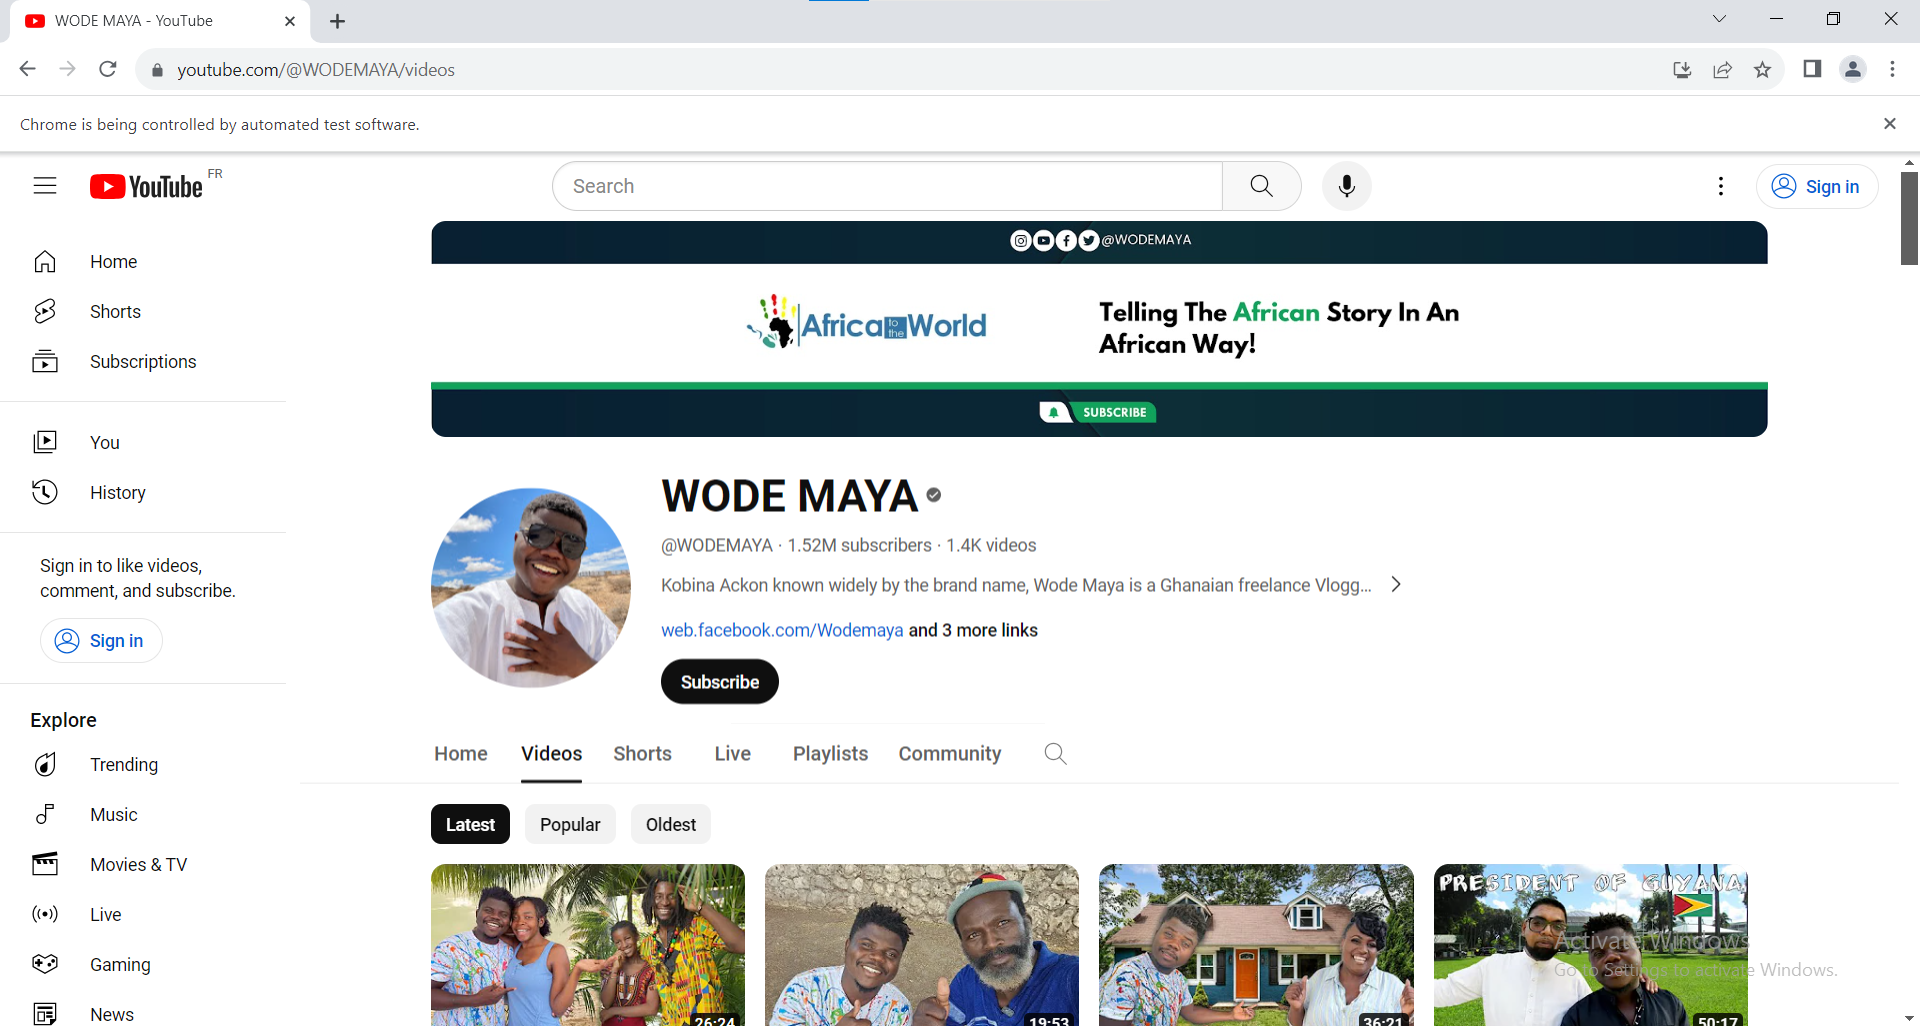 WODE MAYA - YouTube
youtube.com/@WODEMAYA/videos
Chrome is being controlled by automated test software.
YouTube FR
Search
Sign in
Home
Shorts
Subscriptions
You
History
Sign in to like videos,
comment, and subscribe.
Sign in
Explore
Trending
Music
Movies & TV
Live
Gaming
News
@WODEMAYA
Africa to the World
Telling The African Story In An
African Way!
SUBSCRIBE
WODE MAYA
@WODEMAYA · 1.52M subscribers · 1.4K videos
Kobina Ackon known widely by the brand name, Wode Maya is a Ghanaian freelance Vlogg...
web.facebook.com/Wodemaya and 3 more links
Subscribe
Home Videos Shorts Live Playlists Community
Latest Popular Oldest
PRESIDENT OF GUYANA
26:24
19:53
36:21
50:17
Activate Windows
Go to Settings to activate Windows.